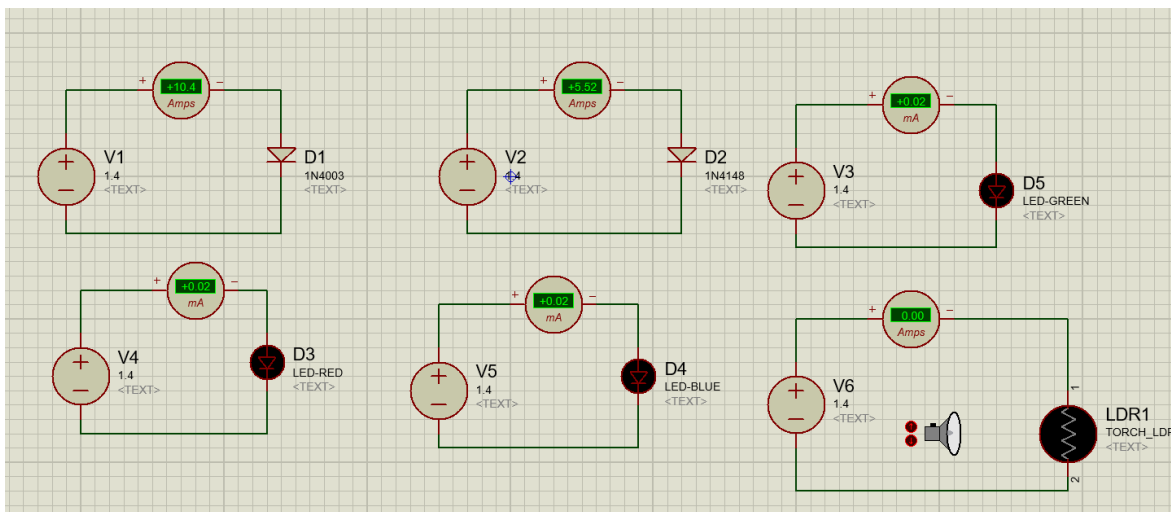 +10.4
Amps
V1
1.4
<TEXT>
D1
1N4003
<TEXT>
+5.52
Amps
V2
<TEXT>
D2
1N4148
<TEXT>
+0.02
mA
V3
1.4
<TEXT>
D5
LED-GREEN
<TEXT>
+0.02
mA
V4
1.4
<TEXT>
D3
LED-RED
<TEXT>
+0.02
mA
V5
1.4
<TEXT>
D4
LED-BLUE
<TEXT>
0.00
Amps
V6
1.4
<TEXT>
1
LDR1
TORCH_LDR
<TEXT>
2